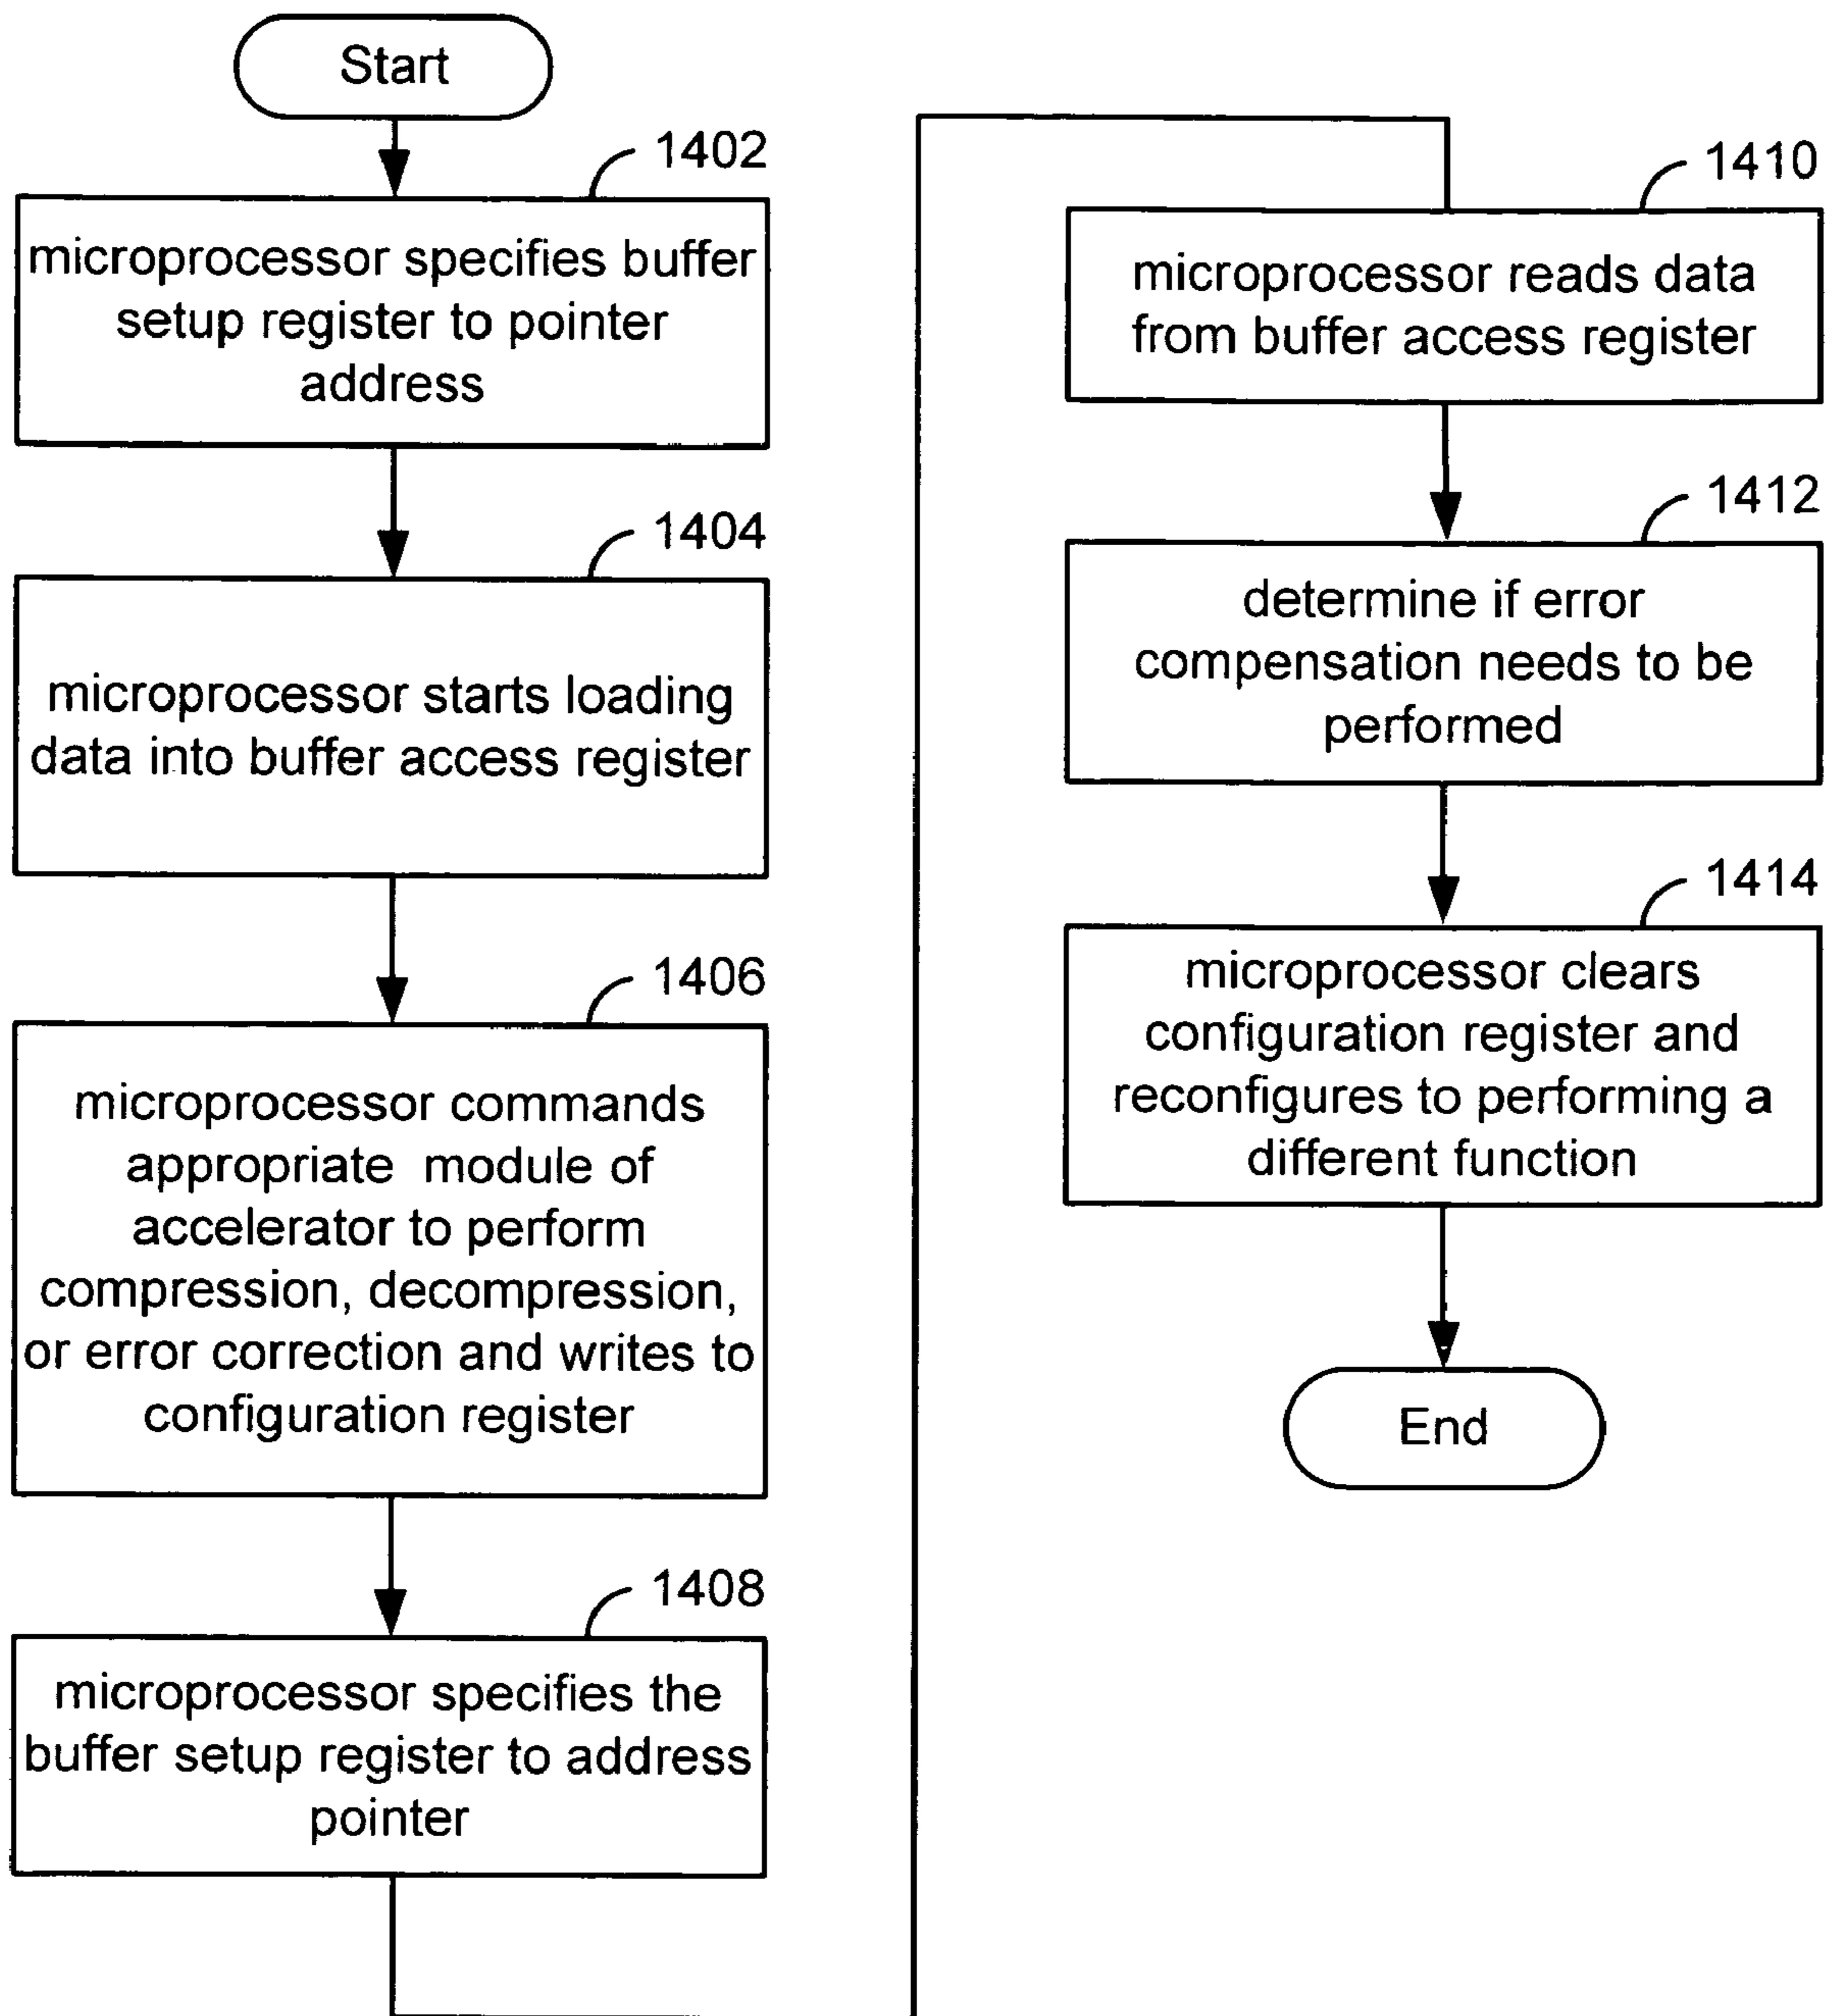 Start
1402
microprocessor specifies buffer
setup register to pointer
address
1404
microprocessor starts loading
data into buffer access register
1406
microprocessor commands
appropriate module of
accelerator to perform
compression, decompression,
or error correction and writes to
configuration register
1408
microprocessor specifies the
buffer setup register to address
pointer
1410
microprocessor reads data
from buffer access register
1412
determine if error
compensation needs to be
performed
1414
microprocessor clears
configuration register and
reconfigures to performing a
different function
End